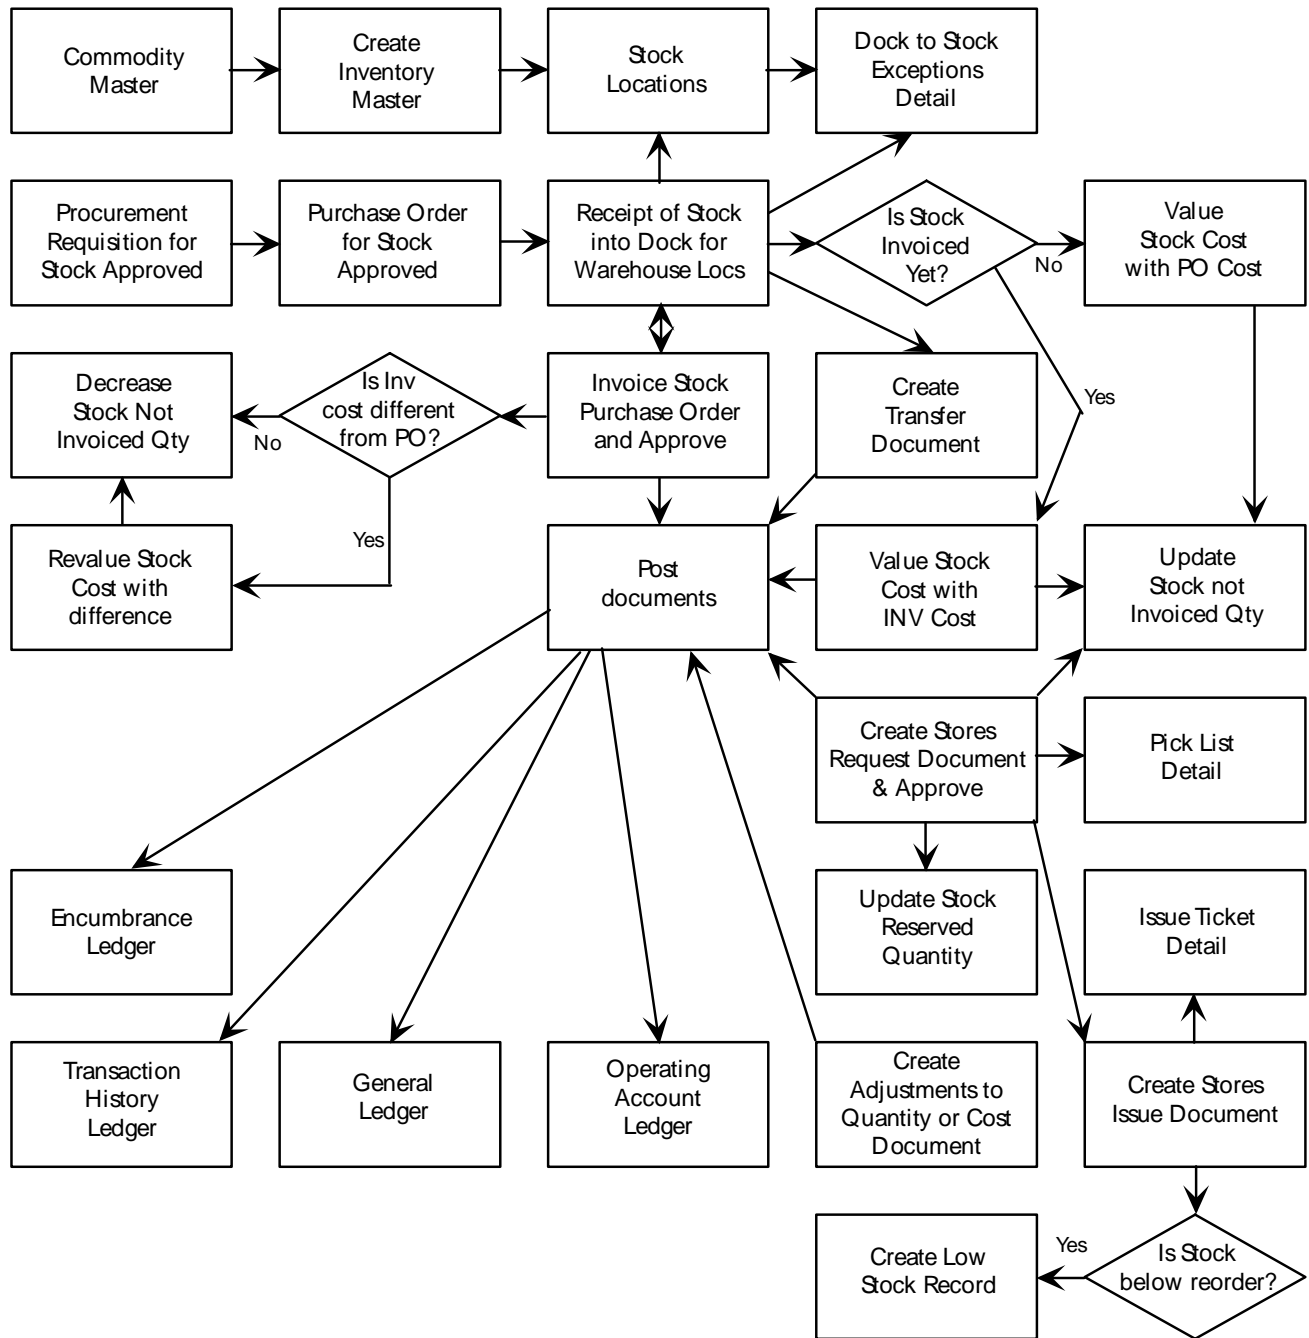 Commodity
Master
Create
Inventory
Master
Stock
Locations
Dock to Stock
Exceptions
Detail
Procurement
Requisition for
Stock Approved
Purchase Order
for Stock
Approved
Receipt of Stock
into Dock for
Warehouse Locs
Is Stock
Invoiced
Yet?
No
Value
Stock Cost
with PO Cost
Decrease
Stock Not
Invoiced Qty
No
Is Inv
cost different
from PO?
Invoice Stock
Purchase Order
and Approve
Create
Transfer
Document
Yes
Revalue Stock
Cost with
difference
Yes
Post
documents
Value Stock
Cost with
INV Cost
Update
Stock not
Invoiced Qty
Create Stores
Request Document
& Approve
Pick List
Detail
Encumbrance
Ledger
Update Stock
Reserved
Quantity
Issue Ticket
Detail
Transaction
History
Ledger
General
Ledger
Operating
Account
Ledger
Create
Adjustments to
Quantity or Cost
Document
Create Stores
Issue Document
Create Low
Stock Record
Yes
Is Stock
below reorder?